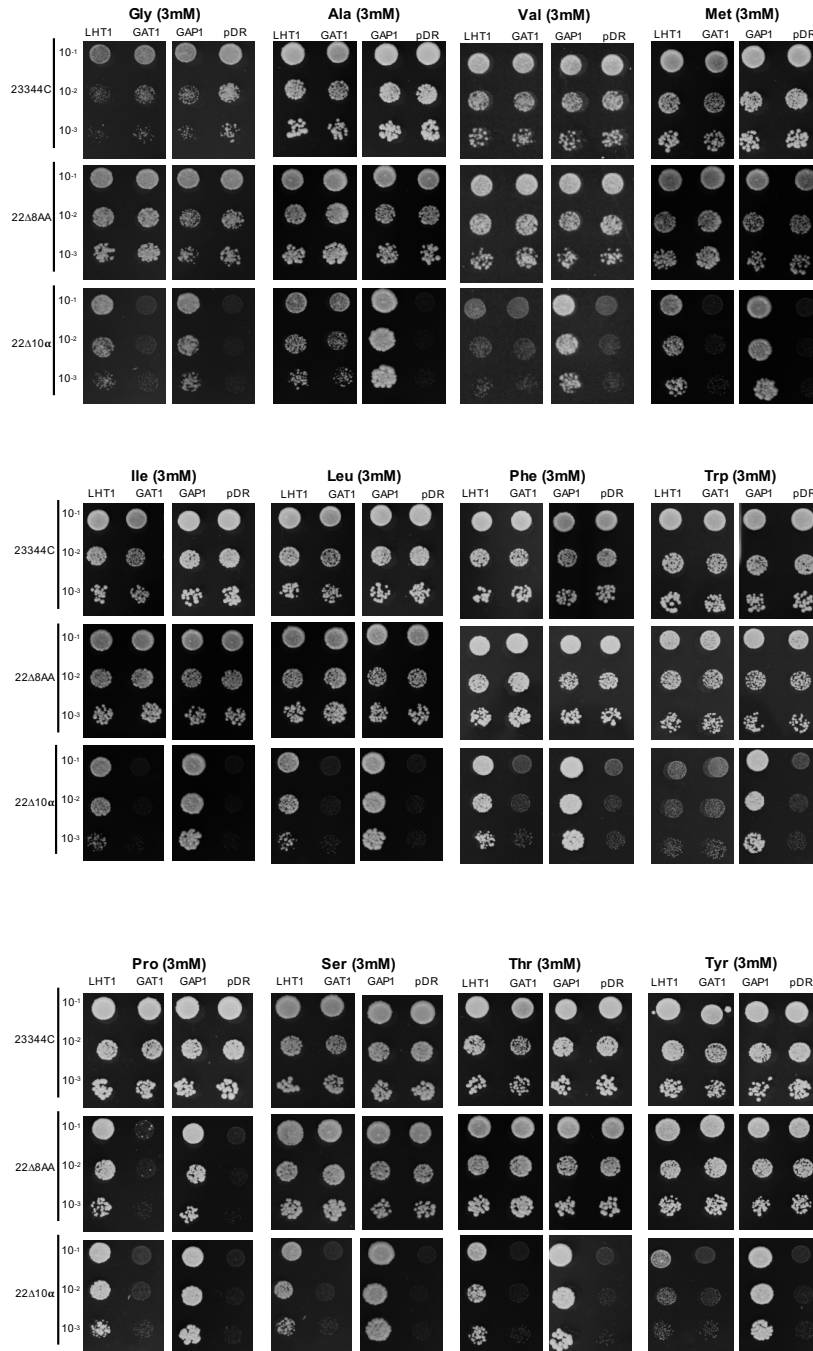 Gly (3mM) Ala (3mM) Val (3mM) Met (3mM)
LHT1 GAT1 GAP1 pDR LHT1 GAT1 GAP1 pDR LHT1 GAT1 GAP1 pDR LHT1 GAT1 GAP1 pDR
10-1
23344C 10-2
10-3
10-1
22Δ8AA 10-2
10-3
10-1
22Δ10α 10-2
10-3
Ile (3mM) Leu (3mM) Phe (3mM) Trp (3mM)
LHT1 GAT1 GAP1 pDR LHT1 GAT1 GAP1 pDR LHT1 GAT1 GAP1 pDR LHT1 GAT1 GAP1 pDR
10-1
23344C 10-2
10-3
10-1
22Δ8AA 10-2
10-3
10-1
22Δ10α 10-2
10-3
Pro (3mM) Ser (3mM) Thr (3mM) Tyr (3mM)
LHT1 GAT1 GAP1 pDR LHT1 GAT1 GAP1 pDR LHT1 GAT1 GAP1 pDR LHT1 GAT1 GAP1 pDR
10-1
23344C 10-2
10-3
10-1
22Δ8AA 10-2
10-3
10-1
22Δ10α 10-2
10-3